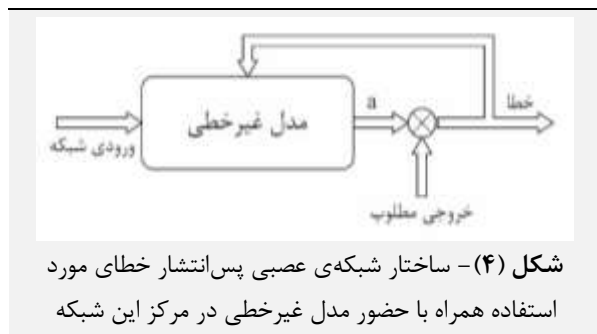 a
خطا
مدل غیرخطی
ورودی شبکه
خروجی مطلوب
شکل (۴)- ساختار شبکه‌ی عصبی پس‌انتشار خطای مورد
استفاده همراه با حضور مدل غیرخطی در مرکز این شبکه